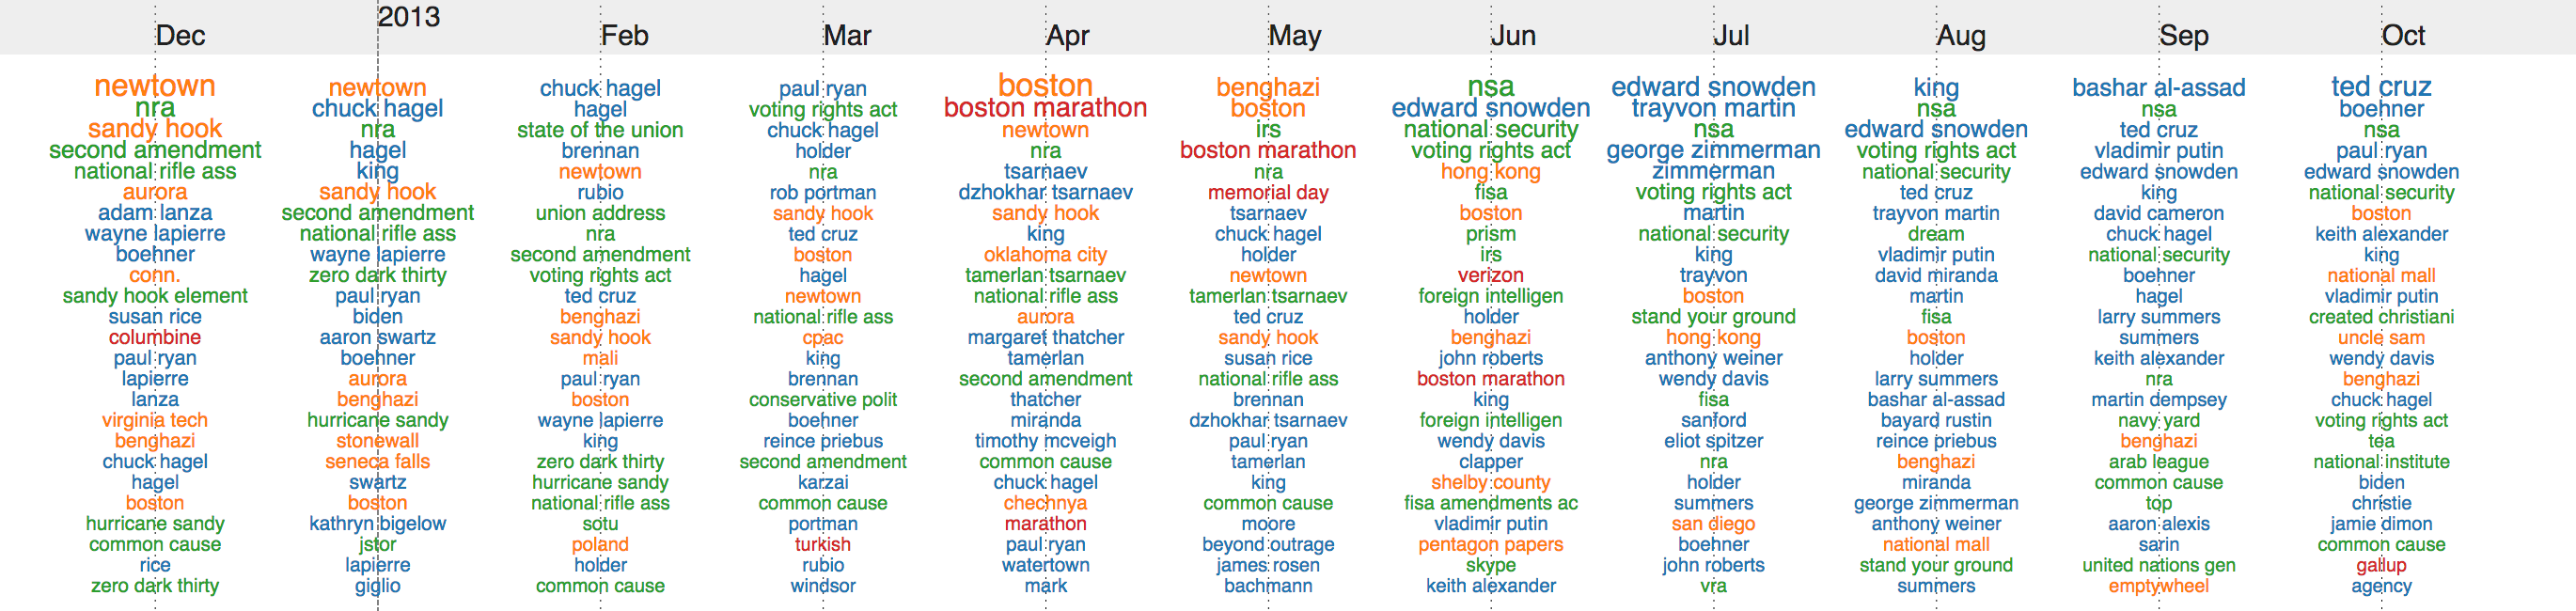 2013
Dec Feb Mar Apr May Jun Jul Aug Sep Oct
newtown newtown chuck hagel paul ryan boston benghazi nsa edward snowden king bashar al-assad ted cruz
nra chuck hagel hagel voting rights act boston marathon boston edward snowden trayvon martin nsa nsa boehner
sandy hook nra state of the union chuck hagel newtown irs national security nsa edward snowden ted cruz nsa
second amendment hagel brennan holder nra boston marathon voting rights act george zimmerman voting rights act vladimir putin paul ryan
national rifle ass king newtown nra tsarnaev nra hong kong zimmerman national security edward snowden edward snowden
aurora sandy hook rubio rob portman dzhokhar tsarnaev memorial day fisa voting rights act ted cruz king national security
adam lanza second amendment union address sandy hook sandy hook tsarnaev boston martin trayvon martin david cameron boston
wayne lapierre national rifle ass nra ted cruz king chuck hagel prism national security dream chuck hagel keith alexander
boehner wayne lapierre second amendment boston oklahoma city holder irs king vladimir putin national security king
conn. zero dark thirty voting rights act hagel tamerlan tsarnaev newtown verizon trayvon david miranda boehner national mall
sandy hook element paul ryan ted cruz newtown national rifle ass tamerlan tsarnaev foreign intelligen boston martin hagel vladimir putin
susan rice biden benghazi national rifle ass aurora ted cruz holder stand your ground fisa larry summers created christiani
columbine aaron swartz sandy hook cpac margaret thatcher sandy hook benghazi hong kong boston summers uncle sam
paul ryan boehner mali king tamerlan susan rice john roberts anthony weiner holder keith alexander wendy davis
lapierre aurora paul ryan brennan second amendment national rifle ass boston marathon wendy davis larry summers nra benghazi
lanza benghazi boston conservative polit thatcher brennan king fisa bashar al-assad martin dempsey chuck hagel
virginia tech hurricane sandy wayne lapierre boehner miranda dzhokhar tsarnaev foreign intelligen sanford bayard rustin navy yard voting rights act
benghazi stonewall king reince priebus timothy mcveigh paul ryan wendy davis eliot spitzer reince priebus benghazi tea
chuck hagel seneca falls zero dark thirty second amendment common cause tamerlan clapper nra benghazi arab league national institute
hagel swartz hurricane sandy karzai chuck hagel king shelby county holder miranda common cause biden
boston boston national rifle ass common cause chechnya common cause fisa amendments ac summers george zimmerman top christie
hurricane sandy kathryn bigelow sotu portman marathon moore vladimir putin san diego anthony weiner aaron alexis jamie dimon
common cause jstor poland turkish paul ryan beyond outrage pentagon papers boehner national mall sarin common cause
rice lapierre holder rubio watertown james rosen skype john roberts stand your ground united nations gen gallup
zero dark thirty giglio common cause windsor mark bachmann keith alexander vra summers emptywheel agency